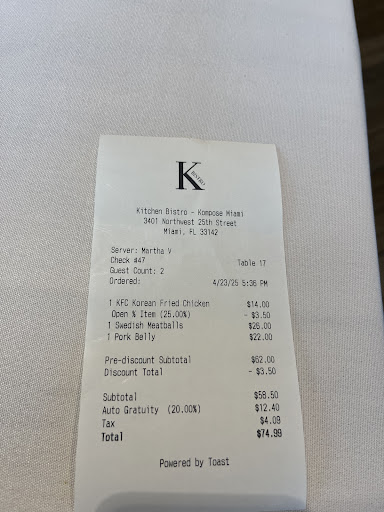 K
BISTRO
Kitchen Bistro - Kompose Miami
3401 Northwest 25th Street
Miami, FL 33142
Server: Martha V
Check #47 Table 17
Guest Count: 2
Ordered: 4/23/25 5:36 PM
1 KFC Korean Fried Chicken $14.00
Open % Item (25.00%) - $3.50
1 Swedish Meatballs $26.00
1 Pork Belly $22.00
Pre-discount Subtotal $62.00
Discount Total - $3.50
Subtotal $58.50
Auto Gratuity (20.00%) $12.40
Tax $4.09
Total $74.99
Powered by Toast